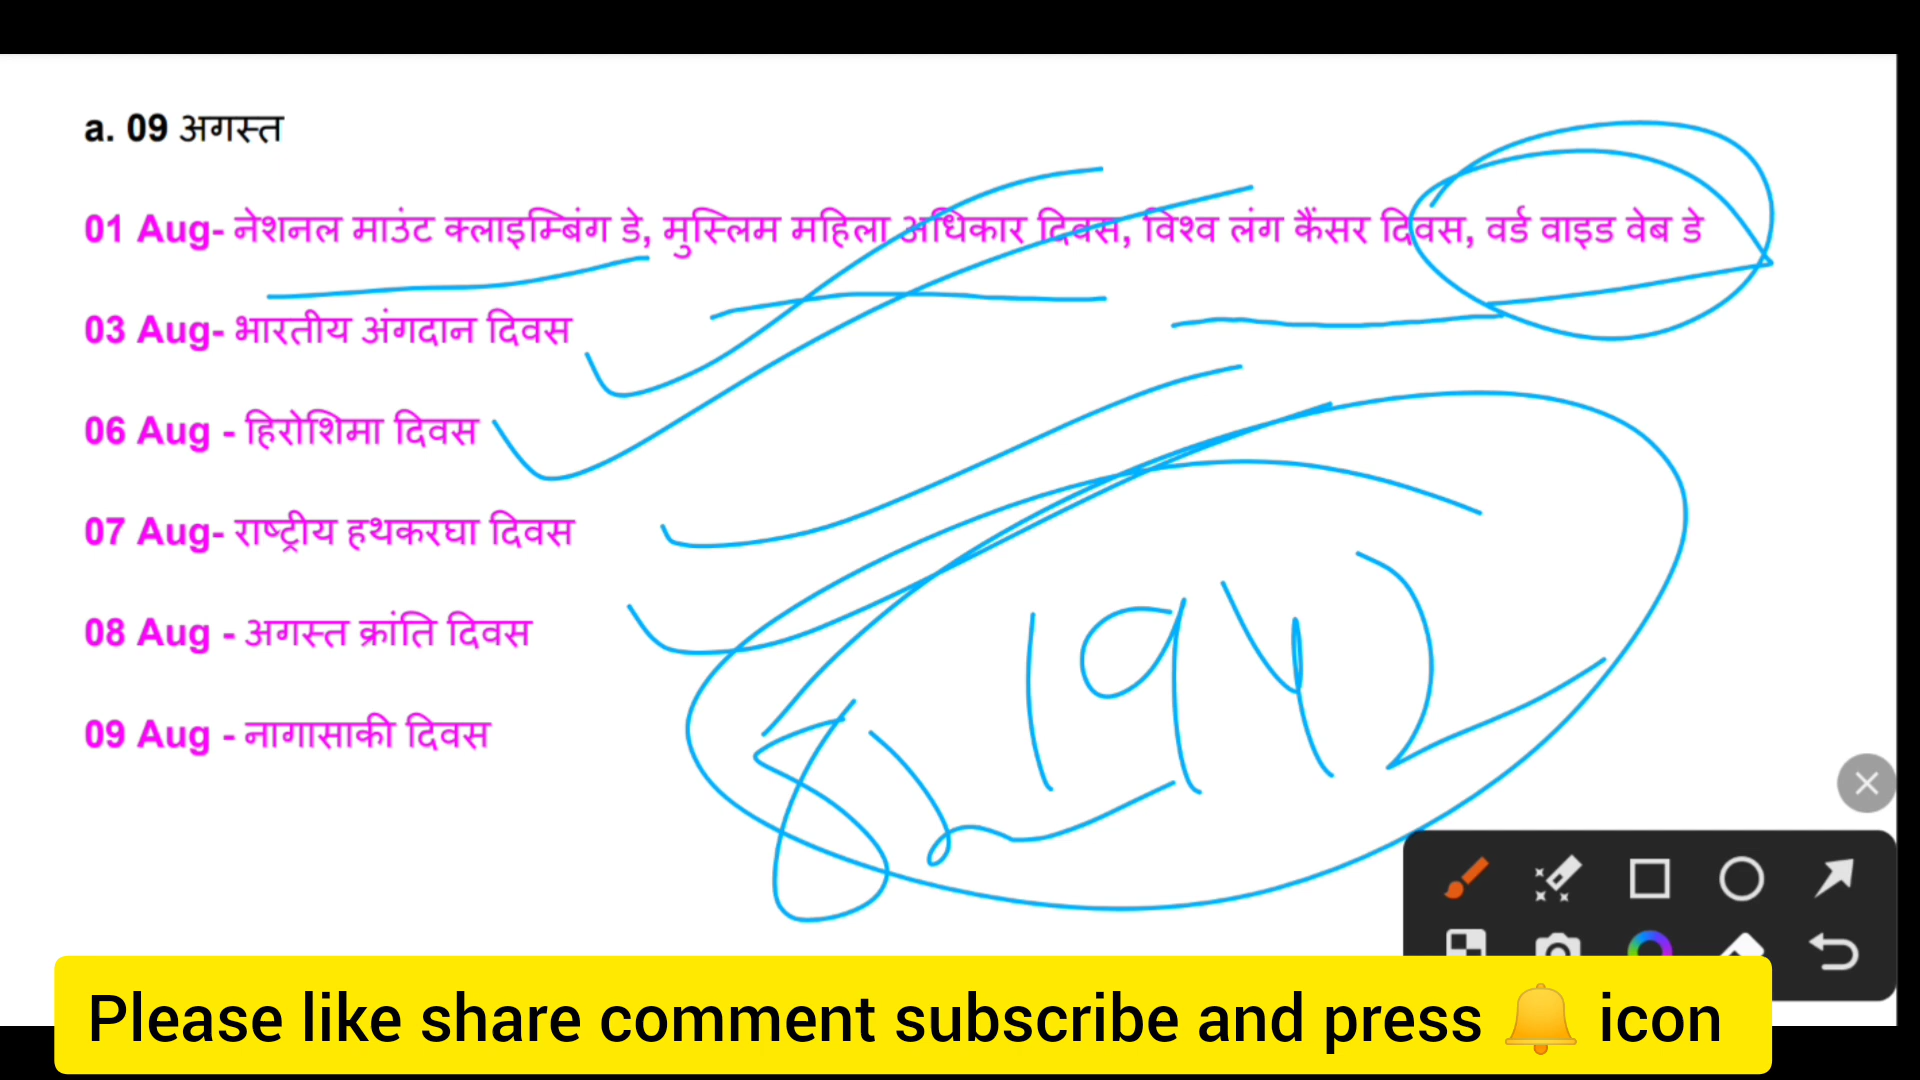 a. 09 अगस्त
01 Aug- नेशनल माउंट क्लाइम्बिंग डे, मुस्लिम महिला अधिकार दिवस, विश्व लंग कैंसर दिवस, वर्ड वाइड वेब डे
03 Aug- भारतीय अंगदान दिवस
06 Aug - हिरोशिमा दिवस
07 Aug- राष्ट्रीय हथकरघा दिवस
08 Aug - अगस्त क्रांति दिवस
09 Aug - नागासाकी दिवस
8, 1942
Please like share comment subscribe and press 🔔 icon